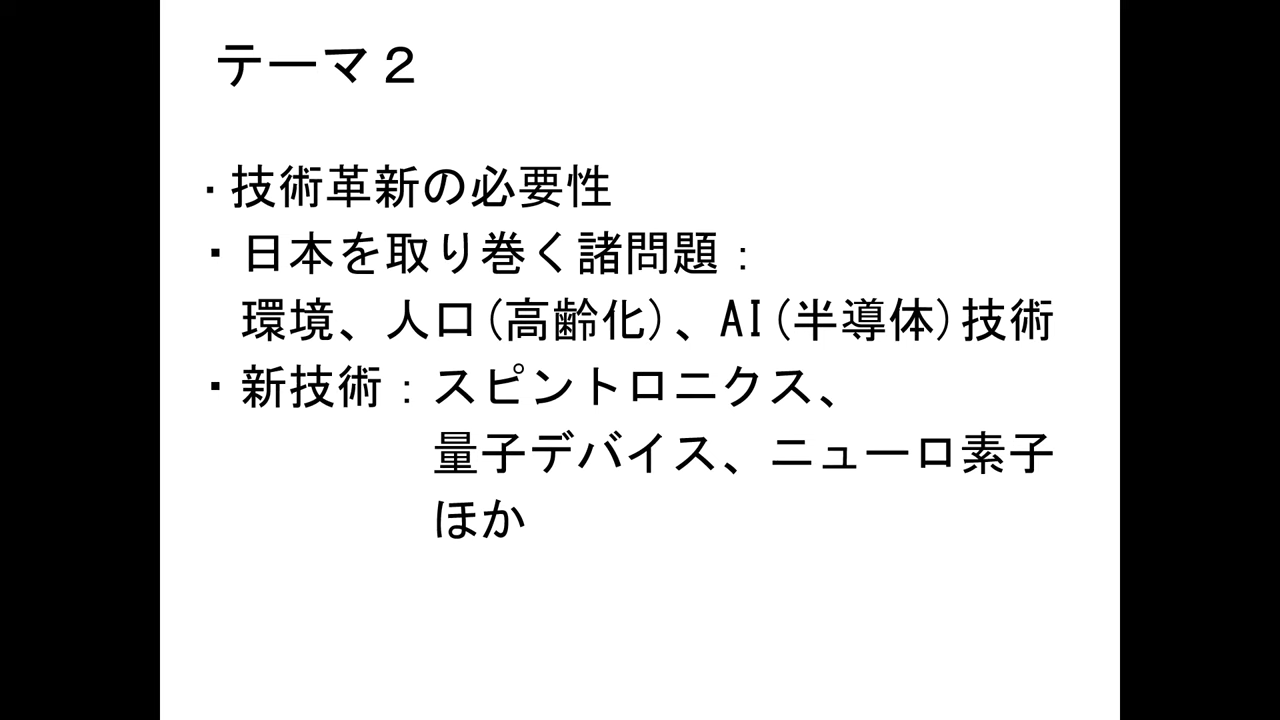 テーマ２
・技術革新の必要性
・日本を取り巻く諸問題：
環境、人口(高齢化)、AI(半導体)技術
・新技術：スピントロニクス、
量子デバイス、ニューロ素子
ほか